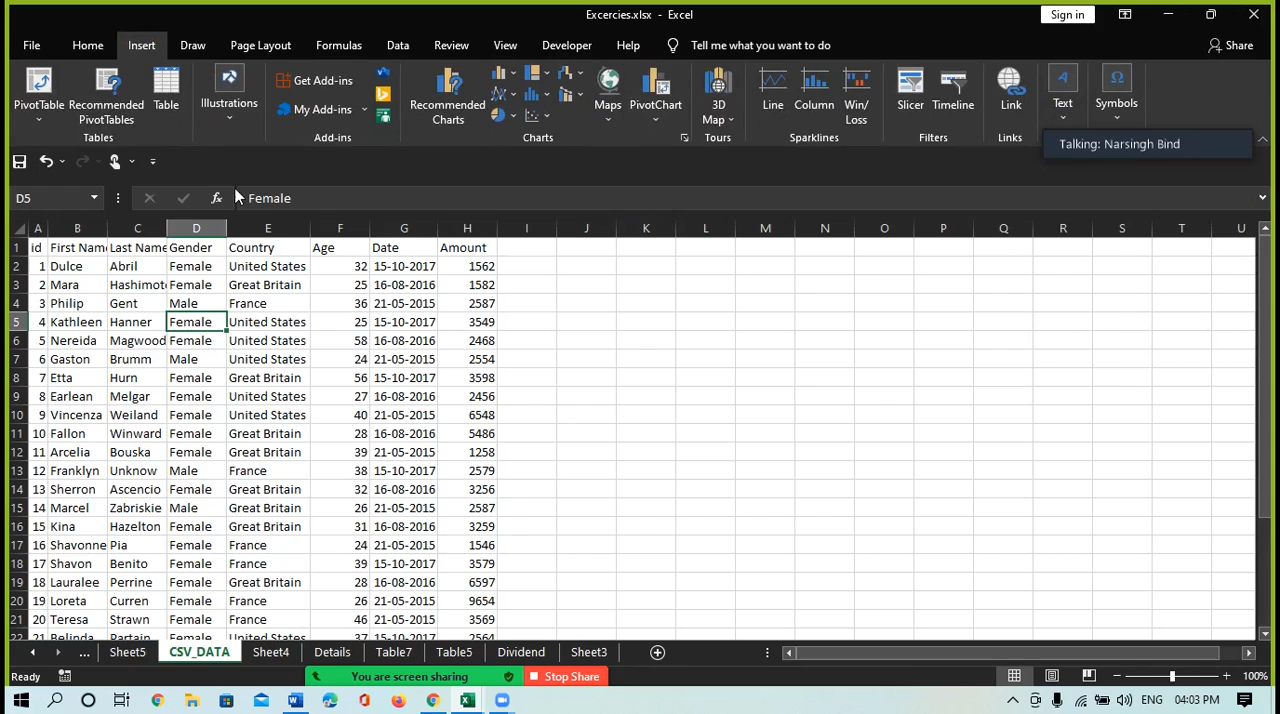 Excercies.xlsx - Excel
Sign in
File Home Insert Draw Page Layout Formulas Data Review View Developer Help Tell me what you want to do Share
PivotTable Recommended PivotTables Table Illustrations Get Add-ins My Add-ins Recommended Charts Maps PivotChart 3D Map Line Column Win/Loss Slicer Timeline Link Text Symbols
Tables Add-ins Charts Tours Sparklines Filters Links
Talking: Narsingh Bind
D5 fx Female
A B C D E F G H I J K L M N O P Q R S T U
1 id First Name Last Name Gender Country Age Date Amount
2 1 Dulce Abril Female United States 32 15-10-2017 1562
3 2 Mara Hashimoto Female Great Britain 25 16-08-2016 1582
4 3 Philip Gent Male France 36 21-05-2015 2587
5 4 Kathleen Hanner Female United States 25 15-10-2017 3549
6 5 Nereida Magwood Female United States 58 16-08-2016 2468
7 6 Gaston Brumm Male United States 24 21-05-2015 2554
8 7 Etta Hurn Female Great Britain 56 15-10-2017 3598
9 8 Earlean Melgar Female United States 27 16-08-2016 2456
10 9 Vincenza Weiland Female United States 40 21-05-2015 6548
11 10 Fallon Winward Female Great Britain 28 16-08-2016 5486
12 11 Arcelia Bouska Female Great Britain 39 21-05-2015 1258
13 12 Franklyn Unknow Male France 38 15-10-2017 2579
14 13 Sherron Ascencio Female Great Britain 32 16-08-2016 3256
15 14 Marcel Zabriskie Male Great Britain 26 21-05-2015 2587
16 15 Kina Hazelton Female Great Britain 31 16-08-2016 3259
17 16 Shavonne Pia Female France 24 21-05-2015 1546
18 17 Shavon Benito Female France 39 15-10-2017 3579
19 18 Lauralee Perrine Female Great Britain 28 16-08-2016 6597
20 19 Loreta Curren Female France 26 21-05-2015 9654
21 20 Teresa Strawn Female France 46 21-05-2015 3569
22 21 Belinda Partain Female United States 37 15-10-2017 2564
... Sheet5 CSV_DATA Sheet4 Details Table7 Table5 Dividend Sheet3
Ready You are screen sharing Stop Share 100%
ENG 04:03 PM